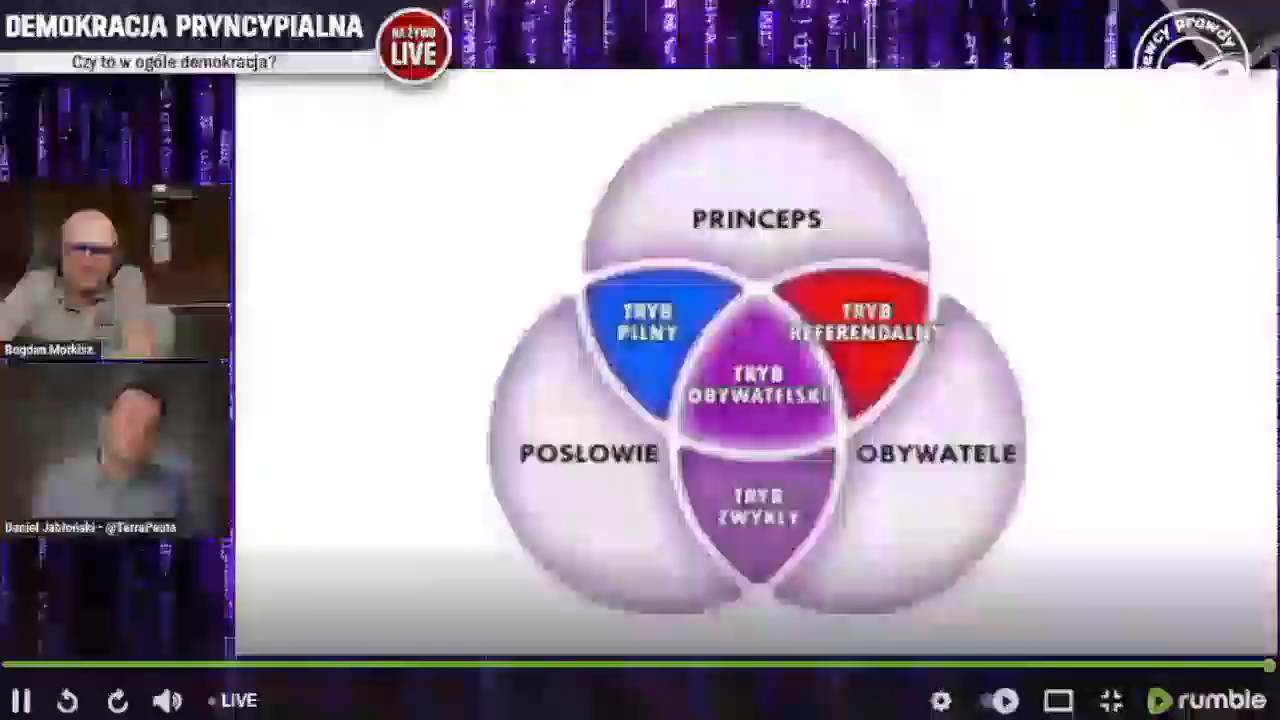 DEMOKRACJA PRYNCYPIALNA
Czy to w ogóle demokracja?
NA ŻYWO
LIVE
Prawdy
PRINCEPS
TRYB
PILNY
TRYB
REFERENDALNY
TRYB
OBYWATELSKI
POSŁOWIE
OBYWATELE
TRYB
ZWYKŁY
Bogdan Morkisz
Daniel Jabłoński - @TerraPeuta
LIVE
rumble